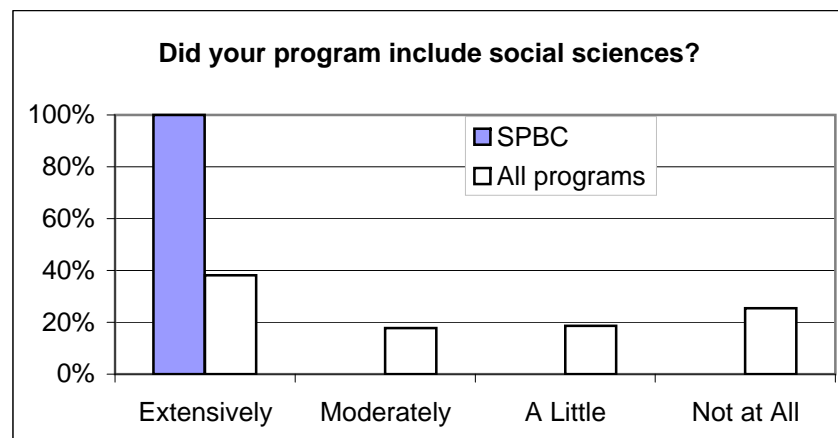 Did your program include social sciences?
100%
80%
60%
40%
20%
0%
SPBC
All programs
Extensively Moderately A Little Not at All